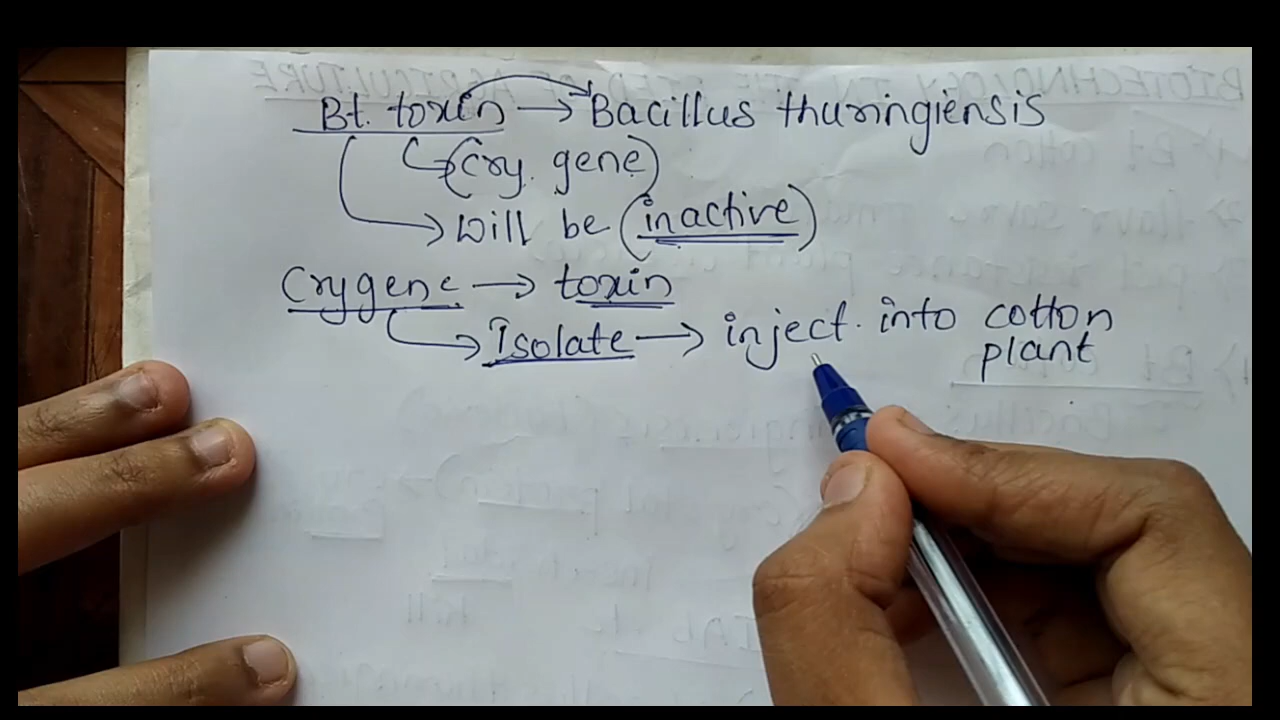 Bt. toxin → Bacillus thuringiensis
(Cry. gene)
→ will be (inactive)
Crygene → toxin
→ Isolate → inject. into cotton
plant